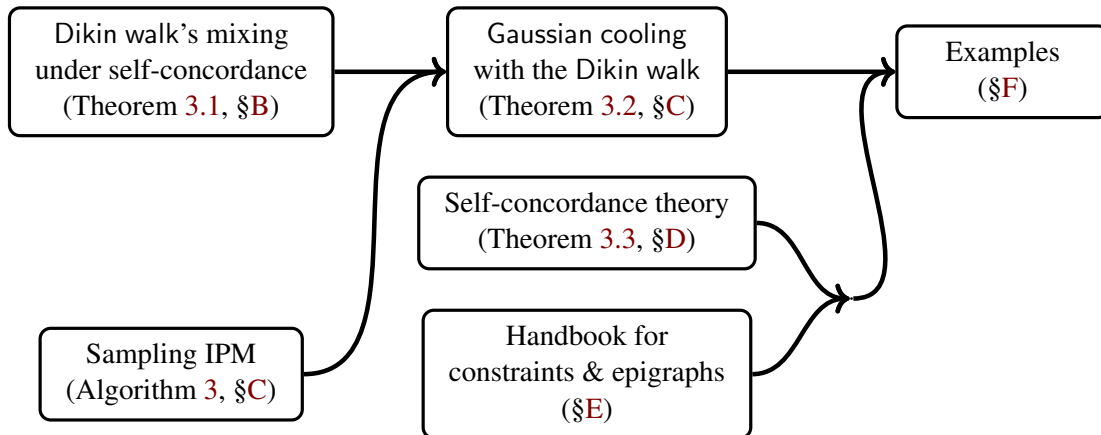 Dikin walk's mixing
under self-concordance
(Theorem 3.1, §B)
Gaussian cooling
with the Dikin walk
(Theorem 3.2, §C)
Examples
(§F)
Self-concordance theory
(Theorem 3.3, §D)
Sampling IPM
(Algorithm 3, §C)
Handbook for
constraints & epigraphs
(§E)